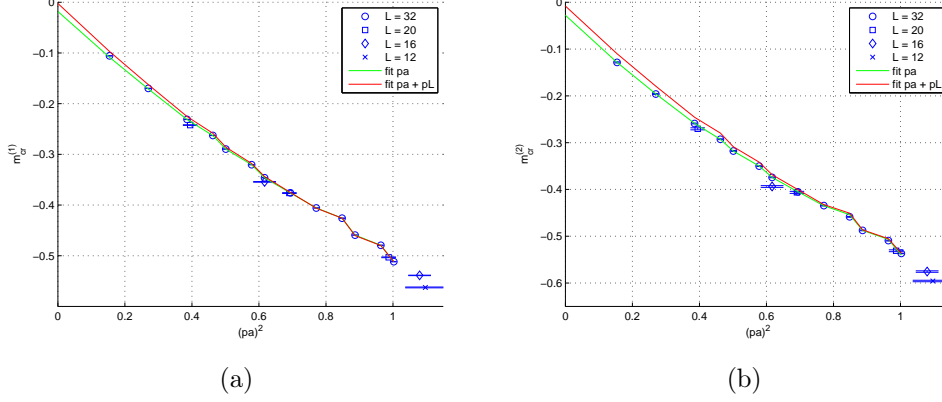 0
−0.1
−0.2
−0.3
−0.4
−0.5
m_cr^(1)
0 0.2 0.4 0.6 0.8 1
(pa)^2
L = 32
L = 20
L = 16
L = 12
fit pa
fit pa + pL
(a)
0
−0.1
−0.2
−0.3
−0.4
−0.5
−0.6
m_cr^(2)
0 0.2 0.4 0.6 0.8 1
(pa)^2
L = 32
L = 20
L = 16
L = 12
fit pa
fit pa + pL
(b)